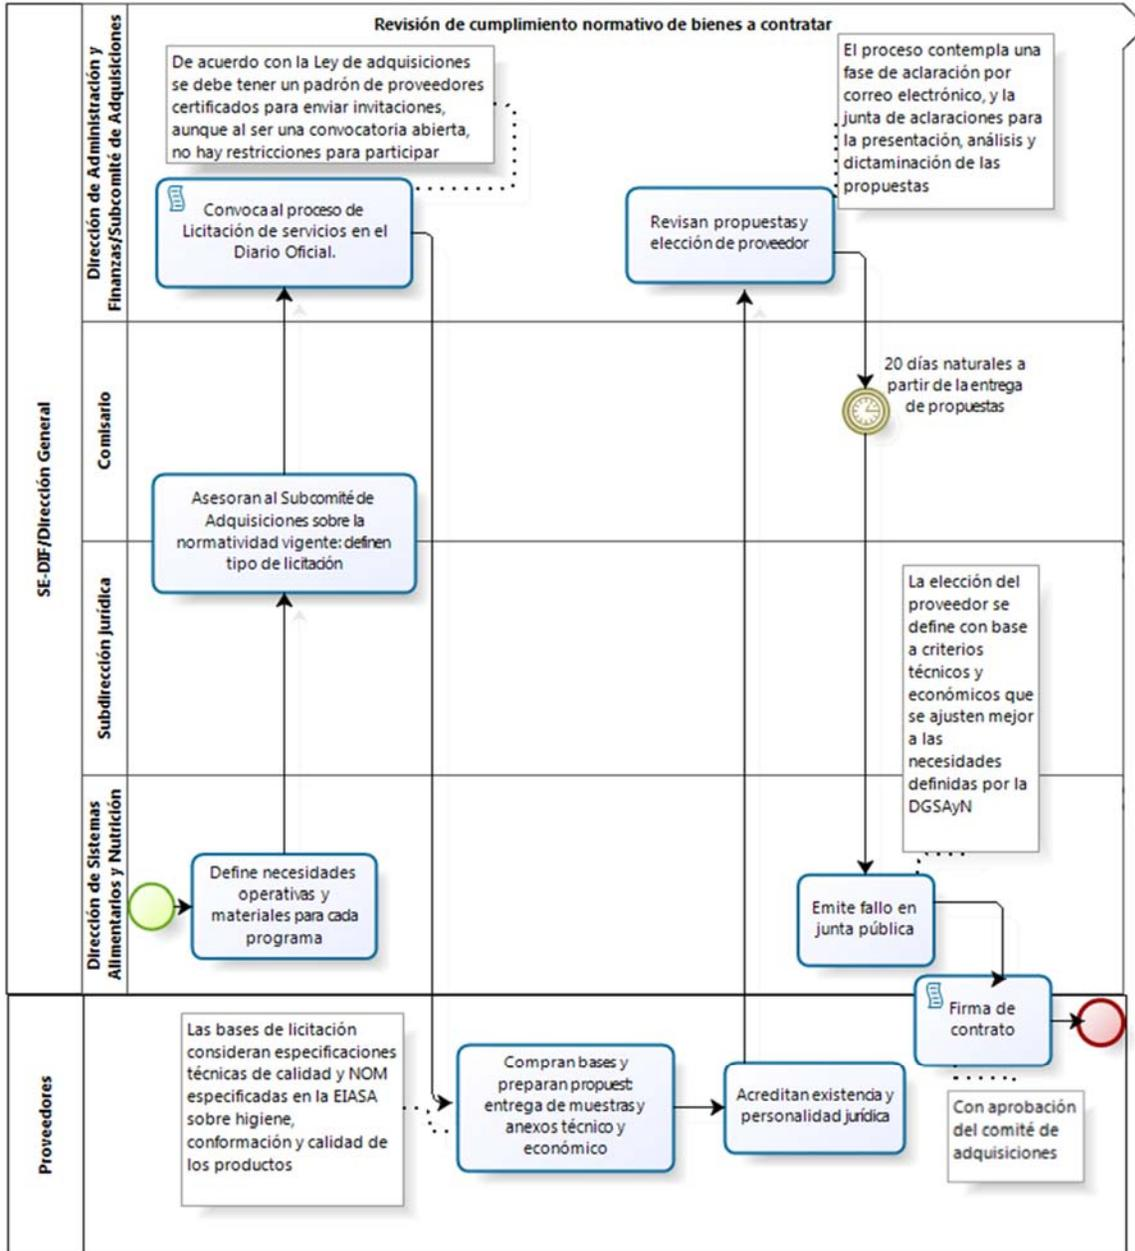 Revisión de cumplimiento normativo de bienes a contratar
SE-DIF/Dirección General
Dirección de Administración y
Finanzas/Subcomité de Adquisiciones
De acuerdo con la Ley de adquisiciones
se debe tener un padrón de proveedores
certificados para enviar invitaciones,
aunque al ser una convocatoria abierta,
no hay restricciones para participar
Convoca al proceso de
Licitación de servicios en el
Diario Oficial.
El proceso contempla una
fase de aclaración por
correo electrónico, y la
junta de aclaraciones para
la presentación, análisis y
dictaminación de las
propuestas
Revisan propuestas y
elección de proveedor
Comisario
20 días naturales a
partir de la entrega
de propuestas
Asesoran al Subcomité de
Adquisiciones sobre la
normatividad vigente: definen
tipo de licitación
Subdirección jurídica
La elección del
proveedor se
define con base
a criterios
técnicos y
económicos que
se ajusten mejor
a las
necesidades
definidas por la
DGSAyN
Dirección de Sistemas
Alimentarios y Nutrición
Define necesidades
operativas y
materiales para cada
programa
Emite fallo en
junta pública
Firma de
contrato
Proveedores
Las bases de licitación
consideran especificaciones
técnicas de calidad y NOM
especificadas en la EIASA
sobre higiene,
conformación y calidad de
los productos
Compran bases y
preparan propuest:
entrega de muestras y
anexos técnico y
económico
Acreditan existencia y
personalidad jurídica
Con aprobación
del comité de
adquisiciones